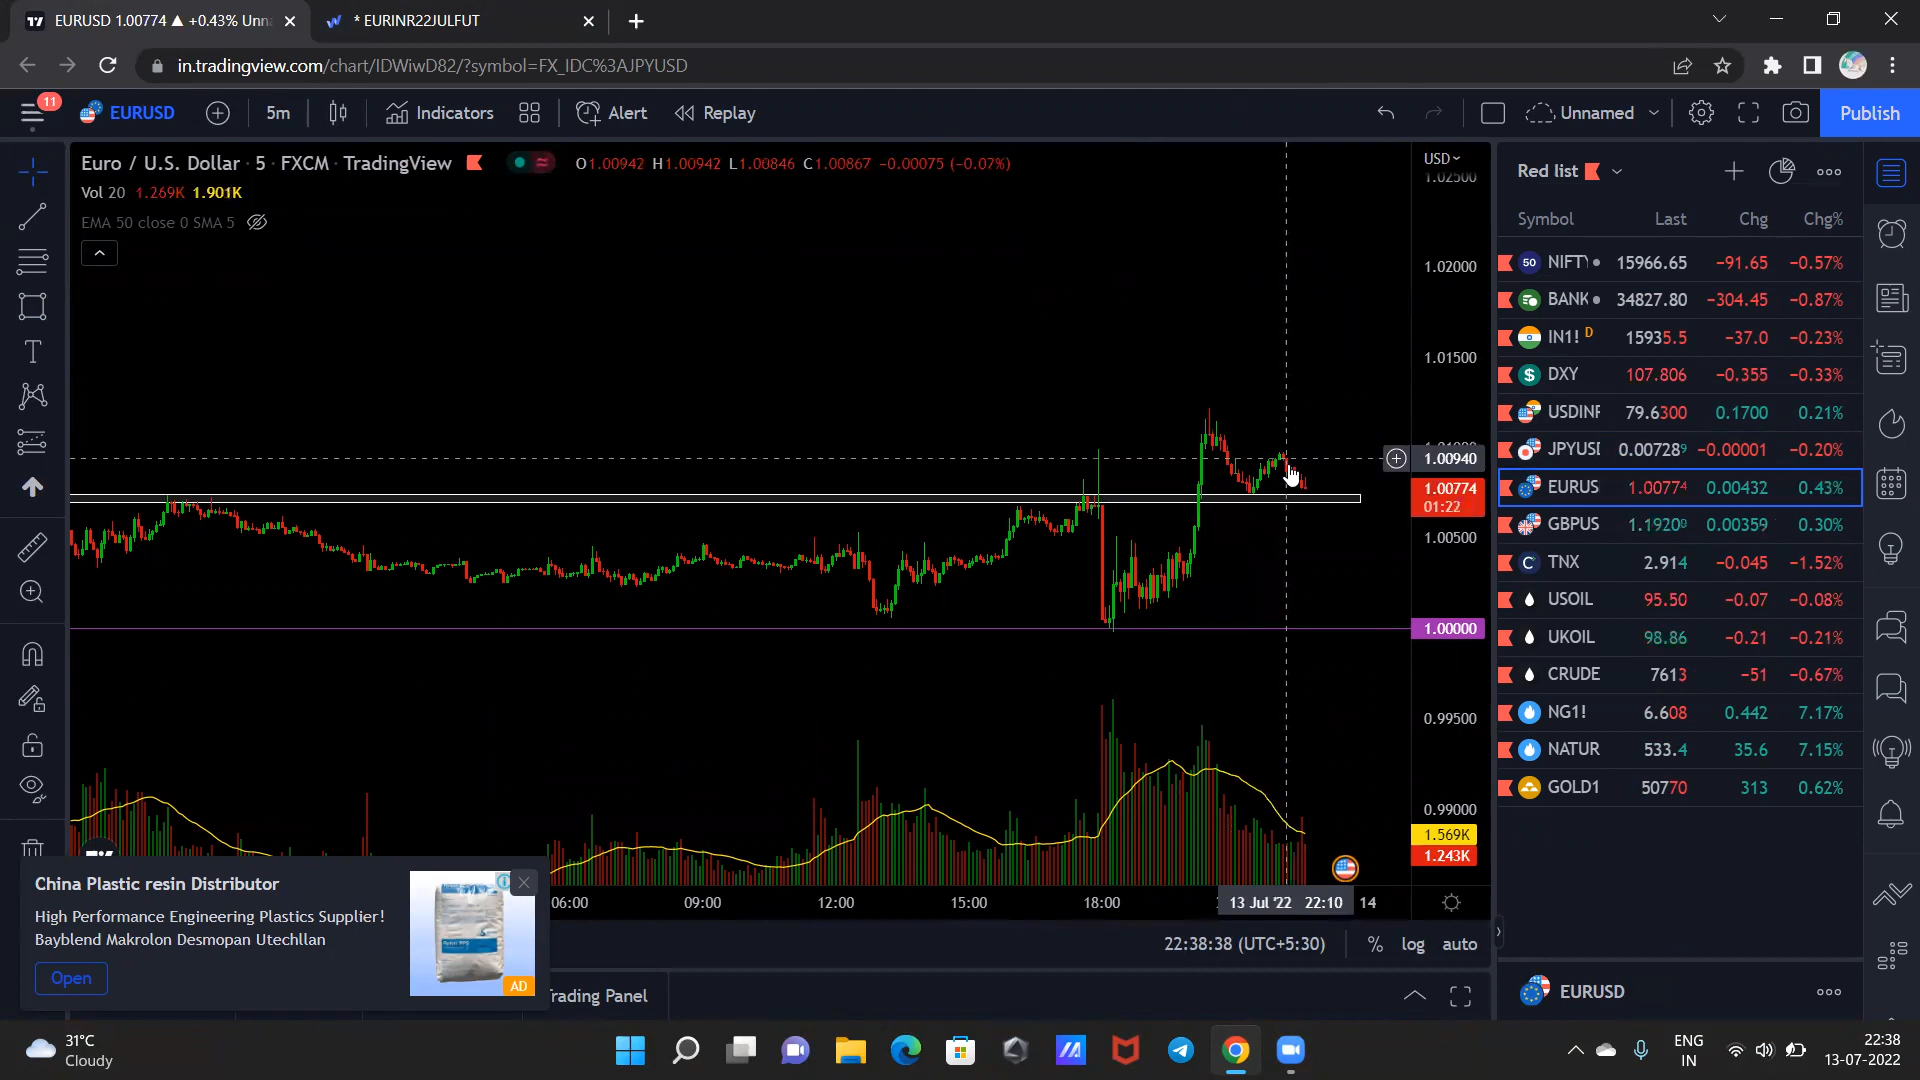 EURUSD 1.00774 ▲ +0.43% Unna
* EURINR22JULFUT
in.tradingview.com/chart/IDWiwD82/?symbol=FX_IDC%3AJPYUSD
11
EURUSD
5m
Indicators
Alert
Replay
Unnamed
Publish
Euro / U.S. Dollar · 5 · FXCM · TradingView
O1.00942 H1.00942 L1.00846 C1.00867 −0.00075 (−0.07%)
Vol 20 1.269K 1.901K
EMA 50 close 0 SMA 5
USD
1.02500
1.02000
1.01500
1.00940
1.00774
01:22
1.00500
1.00000
0.99500
0.99000
1.569K
1.243K
06:00
09:00
12:00
15:00
18:00
13 Jul '22 22:10
14
22:38:38 (UTC+5:30)
%
log
auto
Trading Panel
Red list
Symbol Last Chg Chg%
50 NIFTY 15966.65 −91.65 −0.57%
BANK 34827.80 −304.45 −0.87%
IN1! D 15935.5 −37.0 −0.23%
$ DXY 107.806 −0.355 −0.33%
USDINR 79.6300 0.1700 0.21%
JPYUSD 0.007289 −0.00001 −0.20%
EURUS 1.00774 0.00432 0.43%
GBPUS 1.19200 0.00359 0.30%
C TNX 2.914 −0.045 −1.52%
USOIL 95.50 −0.07 −0.08%
UKOIL 98.86 −0.21 −0.21%
CRUDE 7613 −51 −0.67%
NG1! 6.608 0.442 7.17%
NATUR 533.4 35.6 7.15%
GOLD1 50770 313 0.62%
EURUSD
China Plastic resin Distributor
High Performance Engineering Plastics Supplier!
Bayblend Makrolon Desmopan Utechllan
Open
AD
31°C
Cloudy
ENG
IN
22:38
13-07-2022